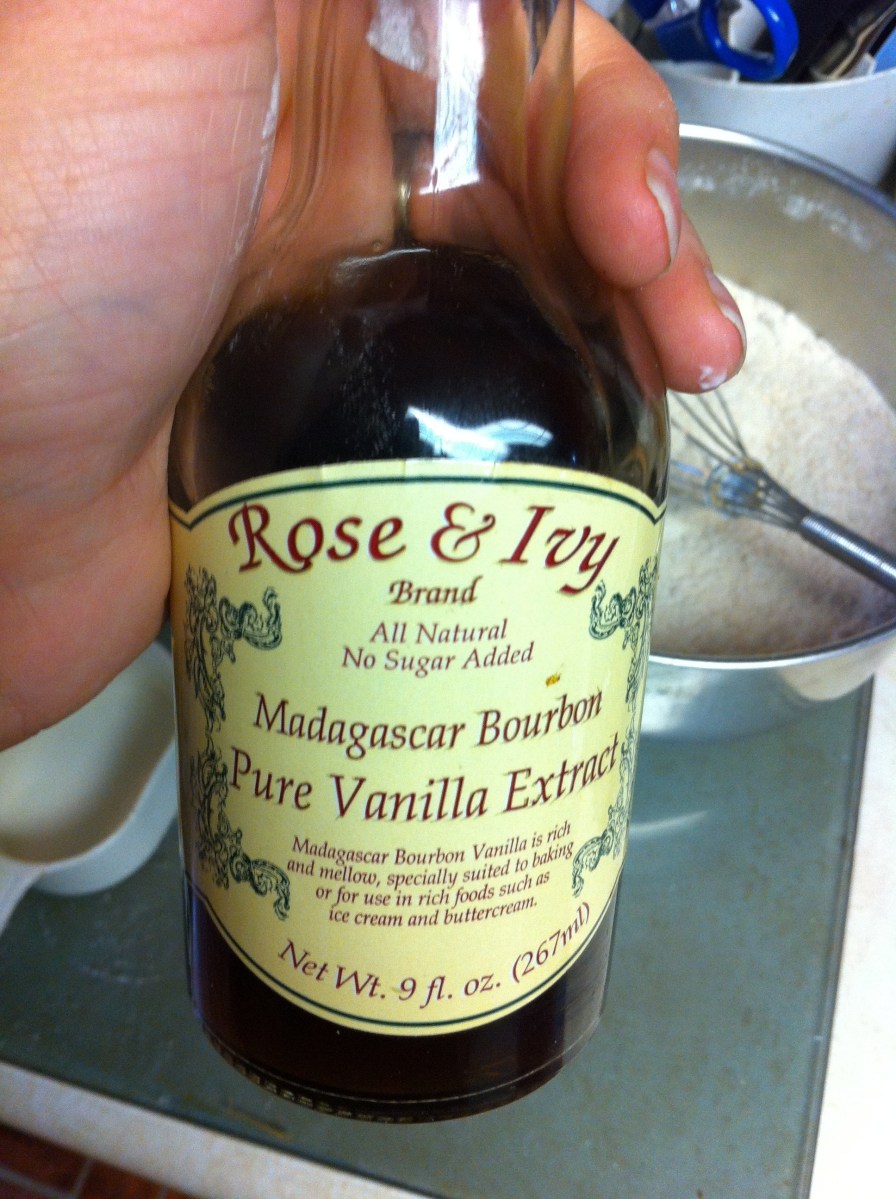 Rose & Ivy
Brand
All Natural
No Sugar Added
Madagascar Bourbon
Pure Vanilla Extract
Madagascar Bourbon Vanilla is rich
and mellow, specially suited to baking
or for use in rich foods such as
ice cream and buttercream.
Net Wt. 9 fl. oz. (267ml)